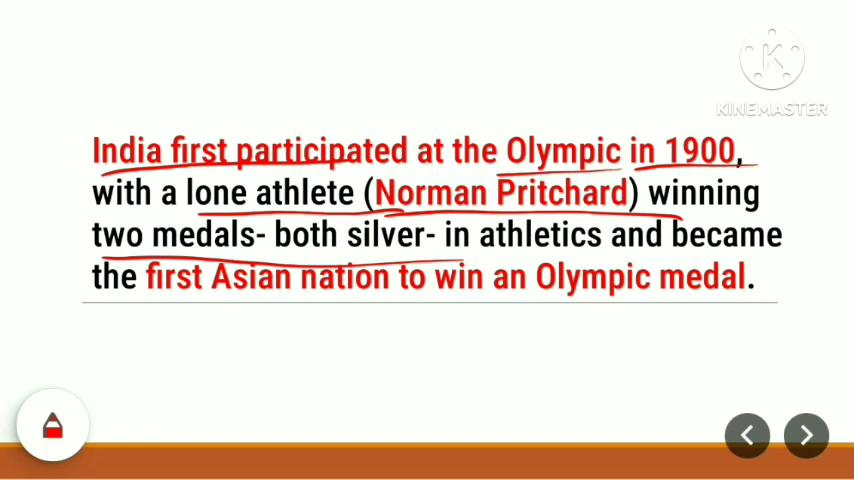 KINEMASTER
India first participated at the Olympic in 1900,
with a lone athlete (Norman Pritchard) winning
two medals- both silver- in athletics and became
the first Asian nation to win an Olympic medal.